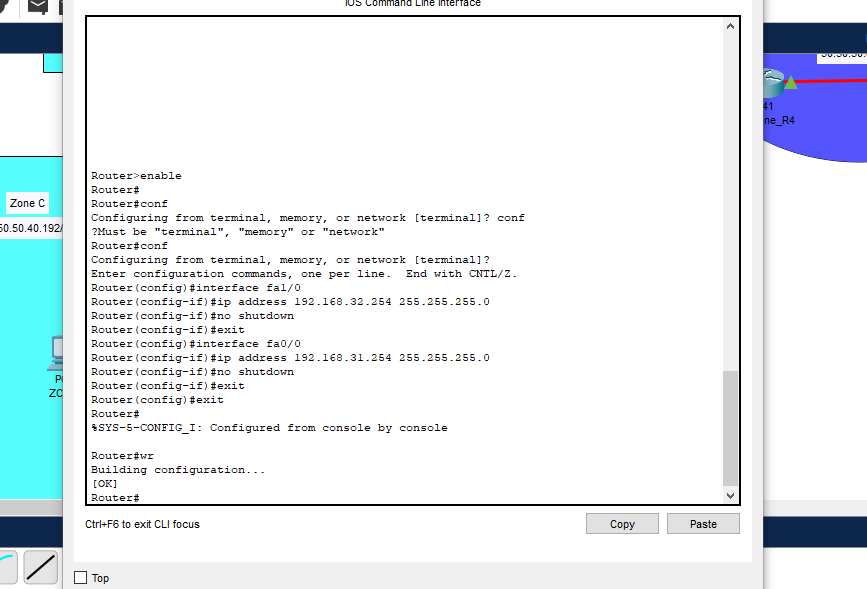 IOS Command Line Interface
Router>enable
Router#
Router#conf
Configuring from terminal, memory, or network [terminal]? conf
?Must be "terminal", "memory" or "network"
Router#conf
Configuring from terminal, memory, or network [terminal]?
Enter configuration commands, one per line.  End with CNTL/Z.
Router(config)#interface fa1/0
Router(config-if)#ip address 192.168.32.254 255.255.255.0
Router(config-if)#no shutdown
Router(config-if)#exit
Router(config)#interface fa0/0
Router(config-if)#ip address 192.168.31.254 255.255.255.0
Router(config-if)#no shutdown
Router(config-if)#exit
Router(config)#exit
Router#
%SYS-5-CONFIG_I: Configured from console by console
Router#wr
Building configuration...
[OK]
Router#
Ctrl+F6 to exit CLI focus
Copy
Paste
Top
Zone C
50.50.40.192/
ZC
41
ne_R4